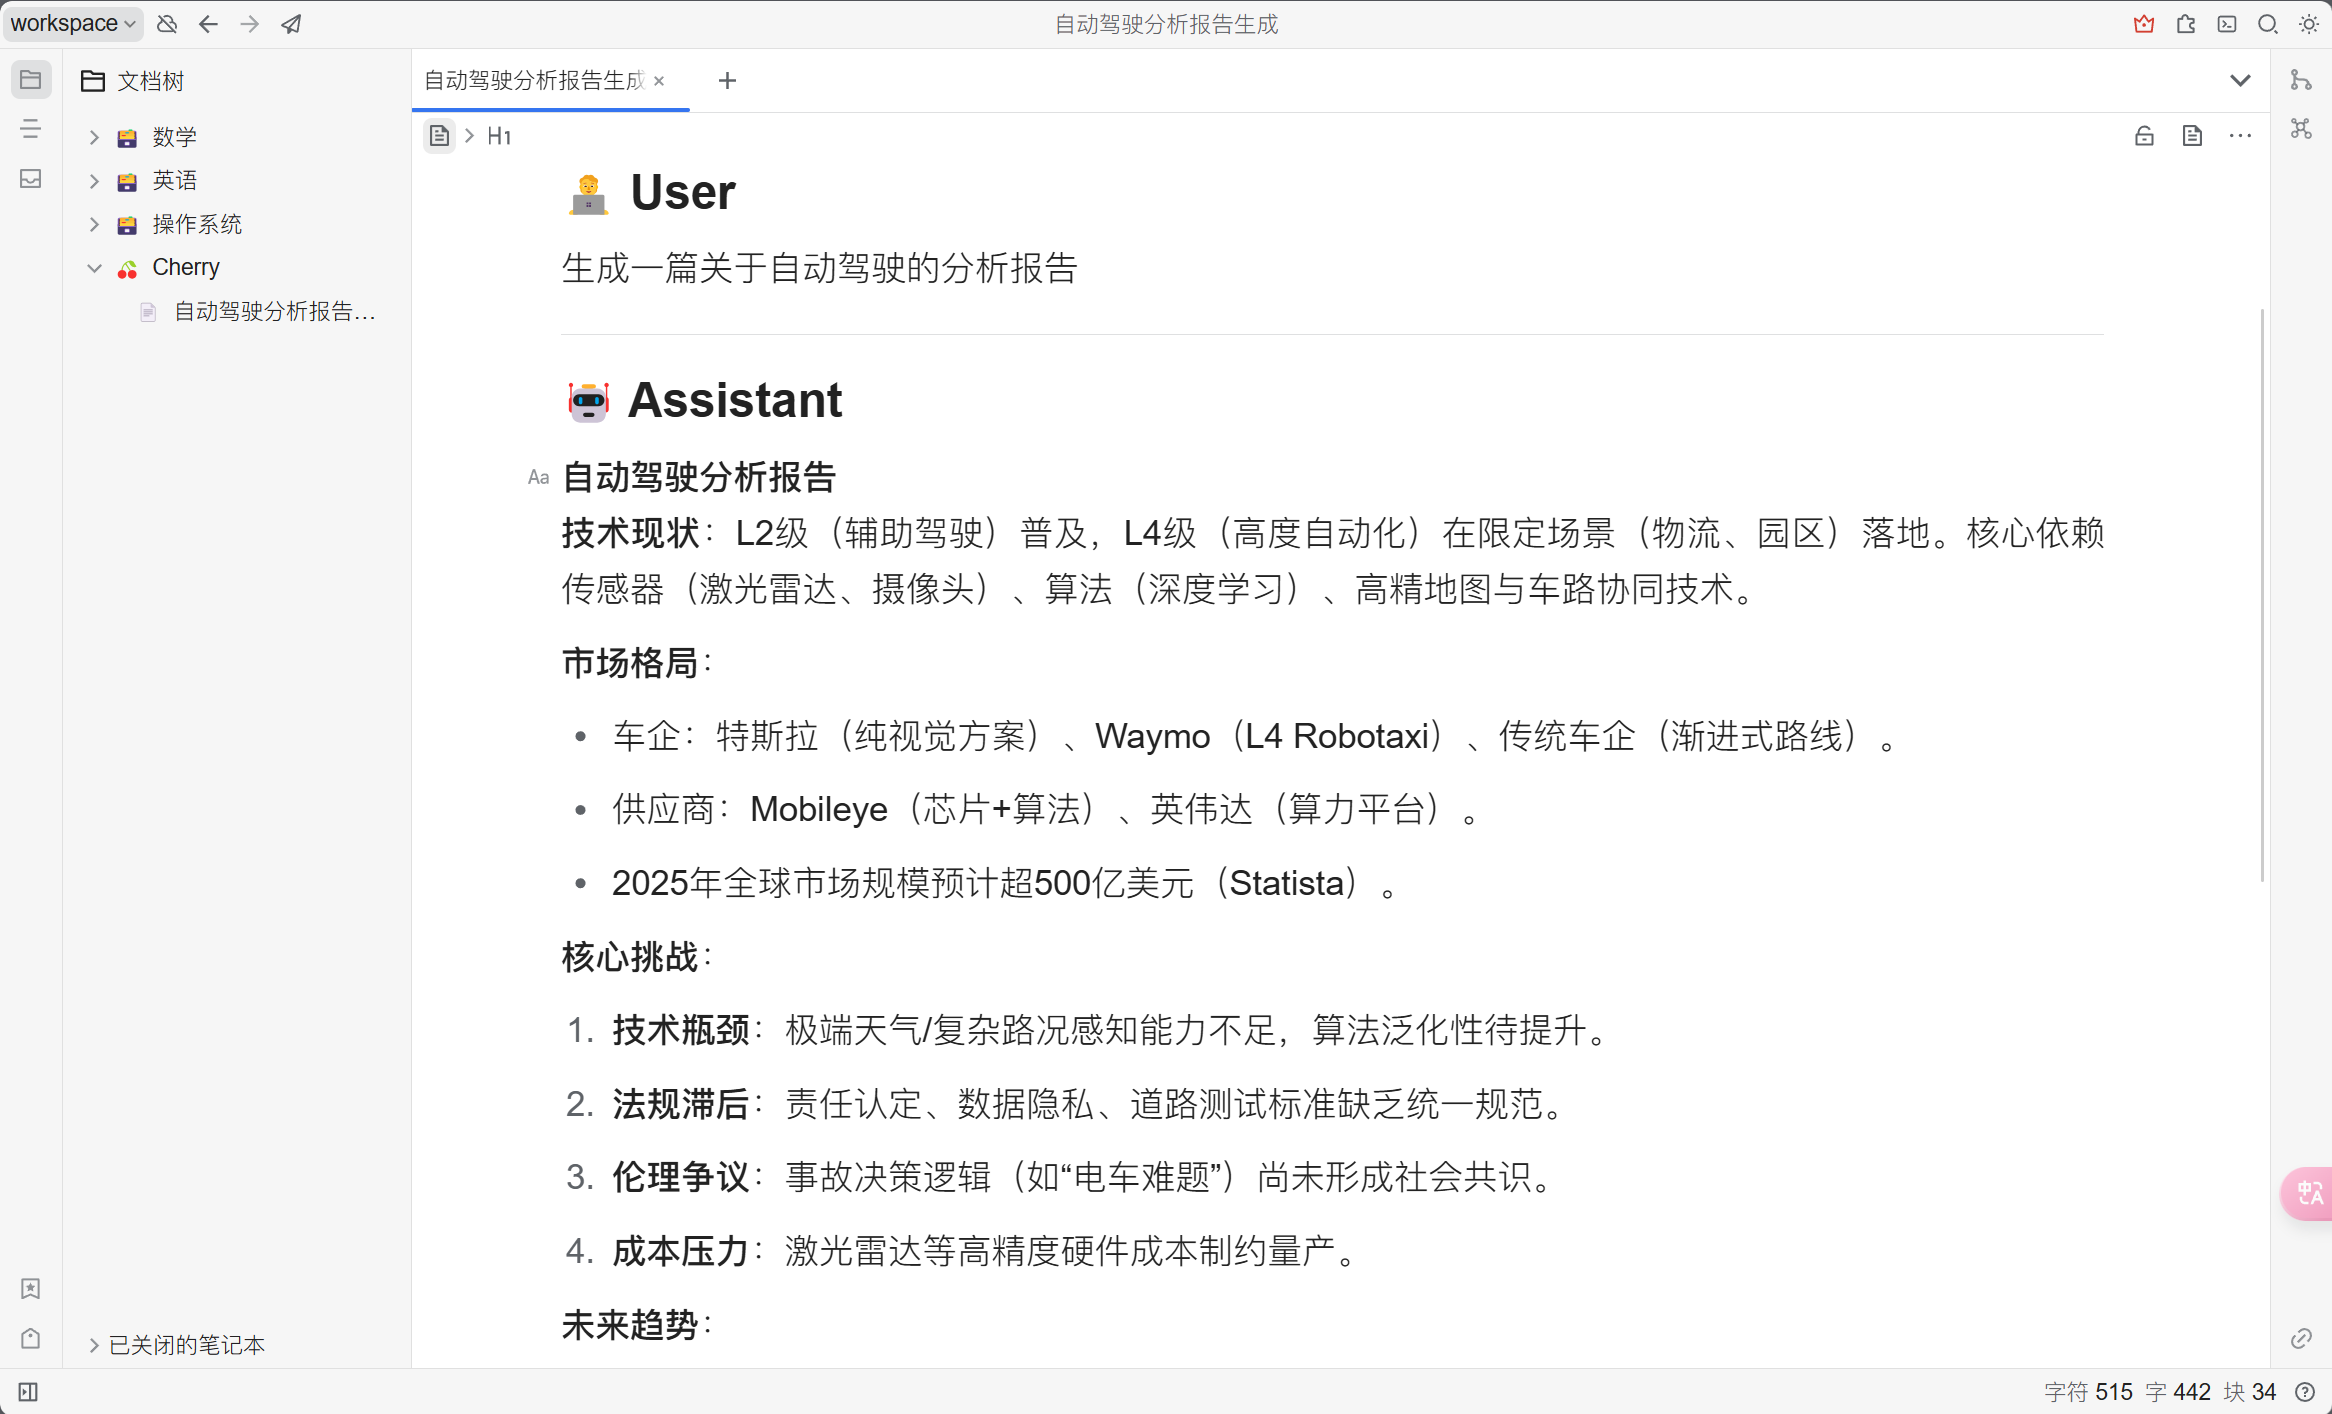 workspace
自动驾驶分析报告生成
文档树
数学
英语
操作系统
Cherry
自动驾驶分析报告...
已关闭的笔记本
自动驾驶分析报告生成
H1
User
生成一篇关于自动驾驶的分析报告
Assistant
Aa
自动驾驶分析报告
技术现状：L2级（辅助驾驶）普及，L4级（高度自动化）在限定场景（物流、园区）落地。核心依赖
传感器（激光雷达、摄像头）、算法（深度学习）、高精地图与车路协同技术。
市场格局：
• 车企：特斯拉（纯视觉方案）、Waymo（L4 Robotaxi）、传统车企（渐进式路线）。
• 供应商：Mobileye（芯片+算法）、英伟达（算力平台）。
• 2025年全球市场规模预计超500亿美元（Statista）。
核心挑战：
1. 技术瓶颈：极端天气/复杂路况感知能力不足，算法泛化性待提升。
2. 法规滞后：责任认定、数据隐私、道路测试标准缺乏统一规范。
3. 伦理争议：事故决策逻辑（如“电车难题”）尚未形成社会共识。
4. 成本压力：激光雷达等高精度硬件成本制约量产。
未来趋势：
中A
字符 515 字 442 块 34